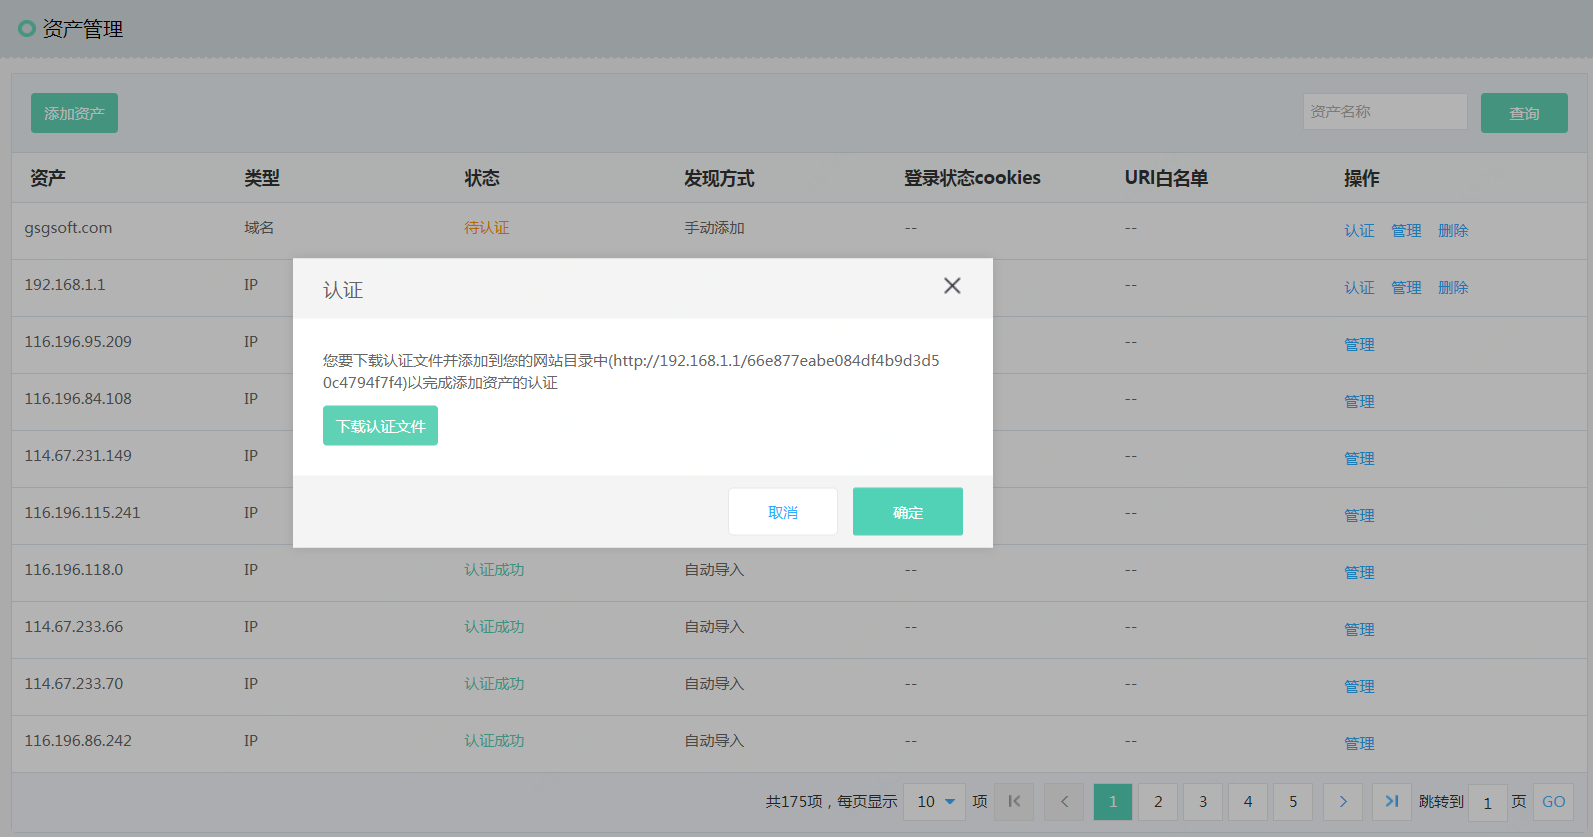 资产管理
添加资产
资产名称 查询
资产 类型 状态 发现方式 登录状态cookies URI白名单 操作
gsgsoft.com 域名 待认证 手动添加 -- -- 认证 管理 删除
192.168.1.1 IP -- 认证 管理 删除
116.196.95.209 IP -- 管理
116.196.84.108 IP -- 管理
114.67.231.149 IP -- 管理
116.196.115.241 IP -- 管理
116.196.118.0 IP 认证成功 自动导入 -- -- 管理
114.67.233.66 IP 认证成功 自动导入 -- -- 管理
114.67.233.70 IP 认证成功 自动导入 -- -- 管理
116.196.86.242 IP 认证成功 自动导入 -- -- 管理
认证
您要下载认证文件并添加到您的网站目录中(http://192.168.1.1/66e877eabe084df4b9d3d5
0c4794f7f4)以完成添加资产的认证
下载认证文件
取消 确定
共175项，每页显示 10 项 1 2 3 4 5 跳转到 1 页 GO